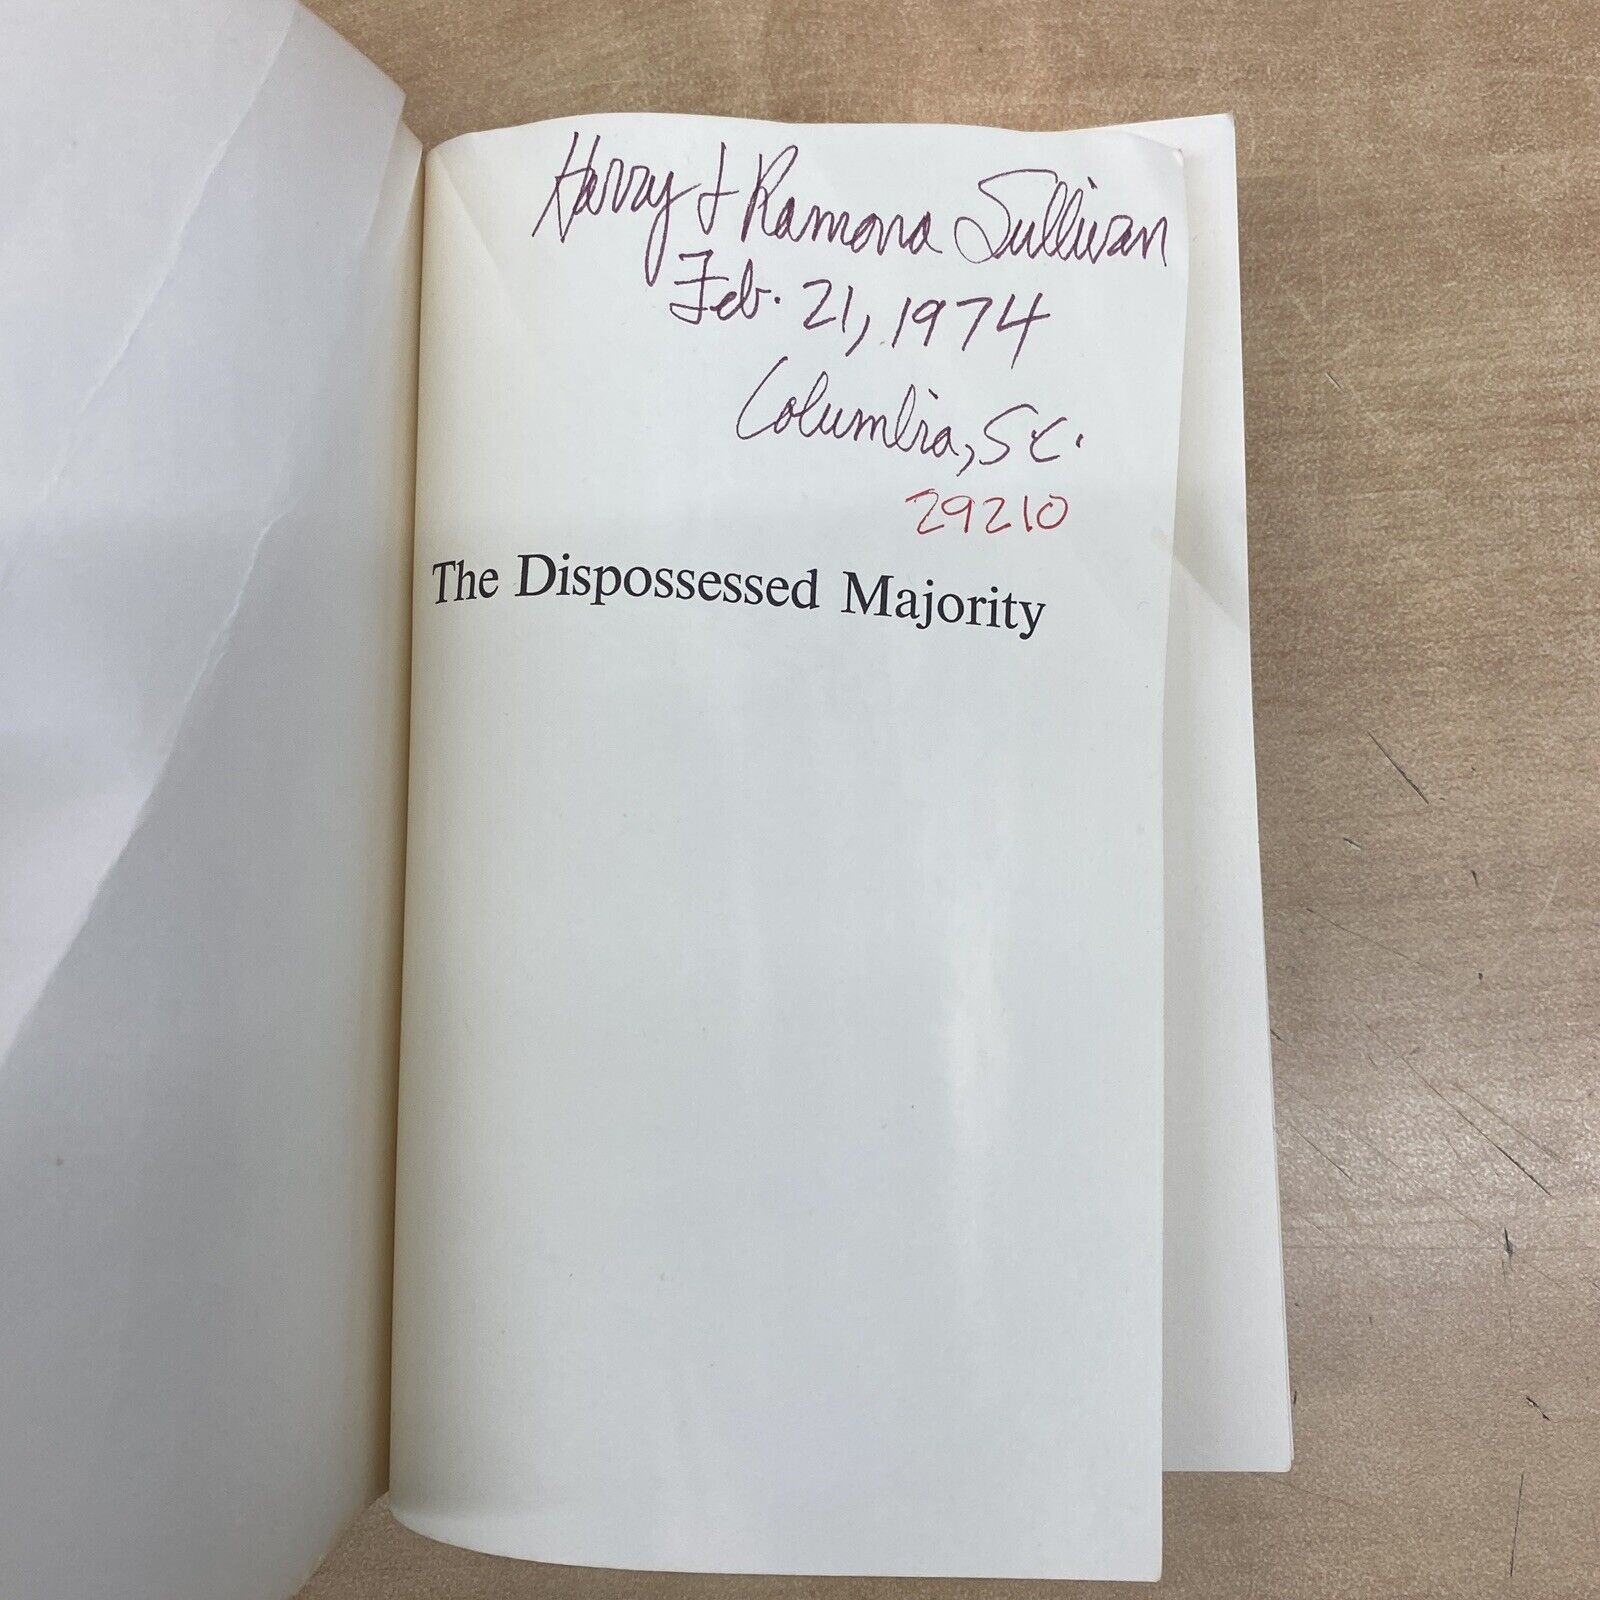 Harry & Ramona Sullivan
Feb. 21, 1974
Columbia, S.C.
29210
The Dispossessed Majority